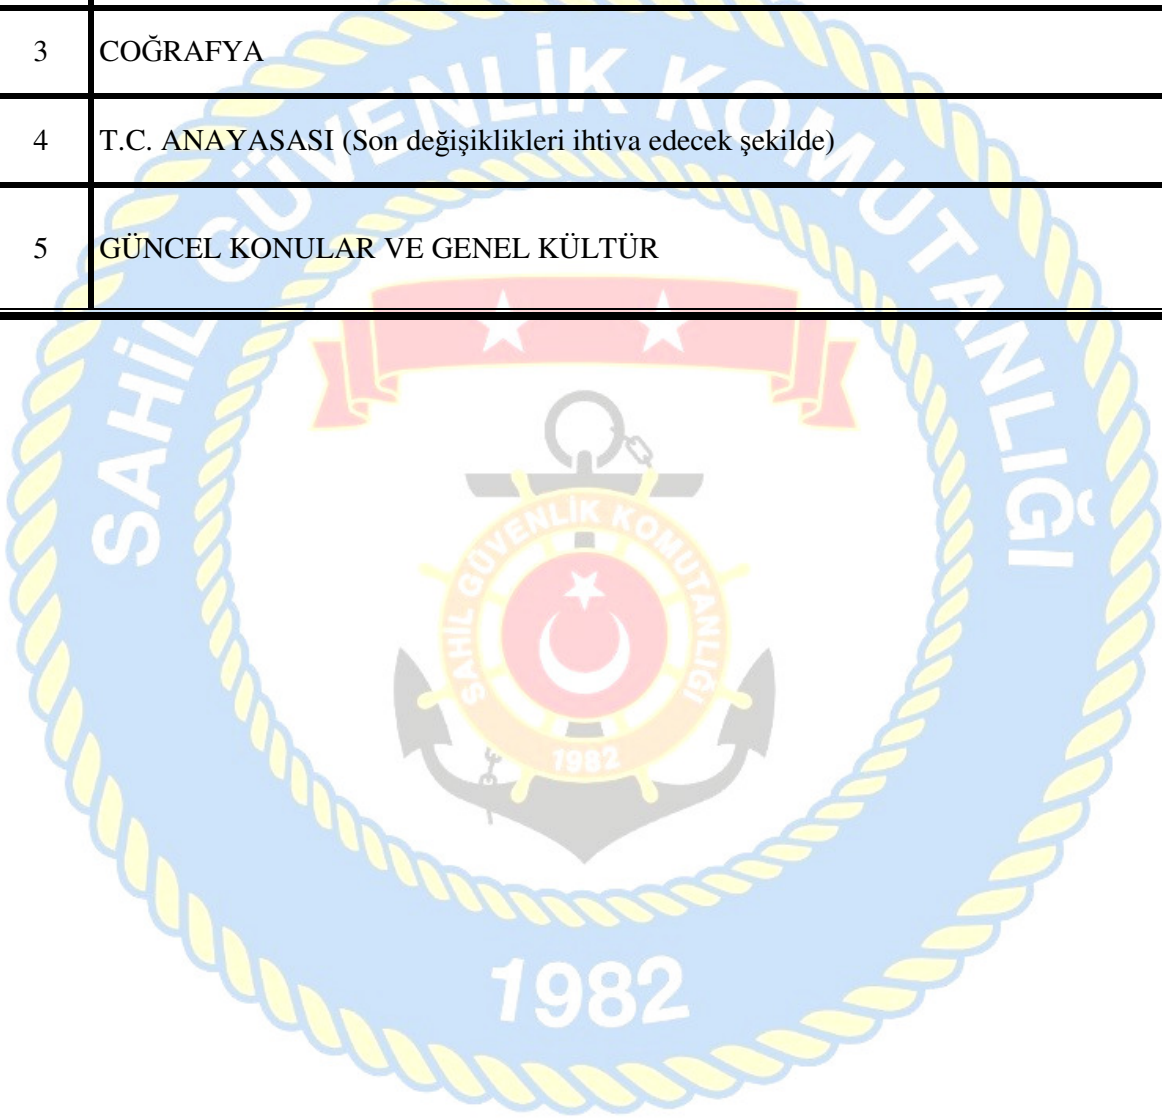 3 COĞRAFYA
4 T.C. ANAYASASI (Son değişiklikleri ihtiva edecek şekilde)
5 GÜNCEL KONULAR VE GENEL KÜLTÜR
SAHİL GÜVENLİK KOMUTANLIĞI
SAHİL GÜVENLİK KOMUTANLIĞI
1982
1982